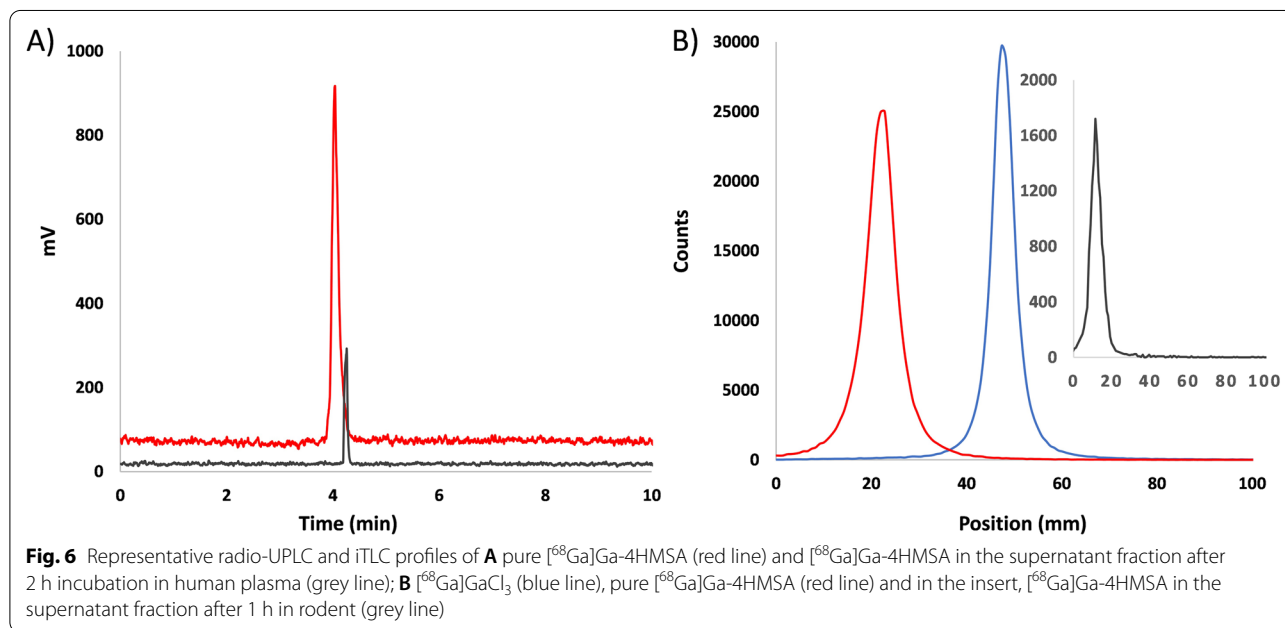 A)
1000
800
600
400
200
0
mV
0 2 4 6 8 10
Time (min)
B)
30000
25000
20000
15000
10000
5000
0
Counts
0 20 40 60 80 100
Position (mm)
2000
1600
1200
800
400
0
0 20 40 60 80 100
Fig. 6 Representative radio-UPLC and iTLC profiles of A pure [⁶⁸Ga]Ga-4HMSA (red line) and [⁶⁸Ga]Ga-4HMSA in the supernatant fraction after
2 h incubation in human plasma (grey line); B [⁶⁸Ga]GaCl₃ (blue line), pure [⁶⁸Ga]Ga-4HMSA (red line) and in the insert, [⁶⁸Ga]Ga-4HMSA in the
supernatant fraction after 1 h in rodent (grey line)